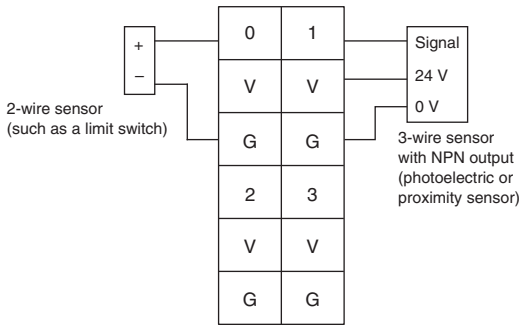 +
–
2-wire sensor
(such as a limit switch)
0 1
V V
G G
2 3
V V
G G
Signal
24 V
0 V
3-wire sensor
with NPN output
(photoelectric or
proximity sensor)